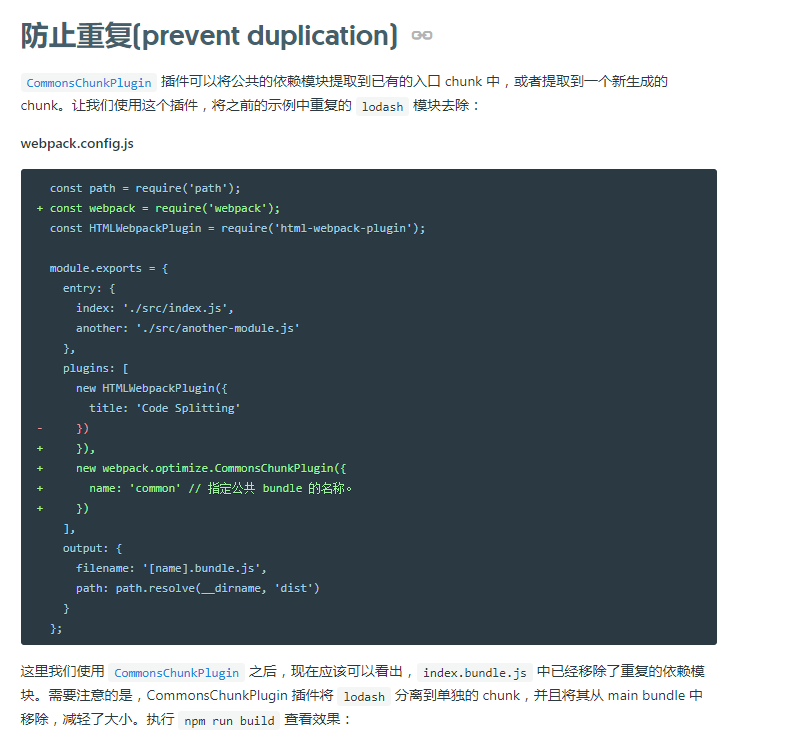 防止重复(prevent duplication)
CommonsChunkPlugin 插件可以将公共的依赖模块提取到已有的入口 chunk 中，或者提取到一个新生成的
chunk。让我们使用这个插件，将之前的示例中重复的 lodash 模块去除：
webpack.config.js
  const path = require('path');
+ const webpack = require('webpack');
  const HTMLWebpackPlugin = require('html-webpack-plugin');
  module.exports = {
    entry: {
      index: './src/index.js',
      another: './src/another-module.js'
    },
    plugins: [
      new HTMLWebpackPlugin({
        title: 'Code Splitting'
-     })
+     }),
+     new webpack.optimize.CommonsChunkPlugin({
+       name: 'common' // 指定公共 bundle 的名称。
+     })
    ],
    output: {
      filename: '[name].bundle.js',
      path: path.resolve(__dirname, 'dist')
    }
  };
这里我们使用 CommonsChunkPlugin 之后，现在应该可以看出，index.bundle.js 中已经移除了重复的依赖模
块。需要注意的是，CommonsChunkPlugin 插件将 lodash 分离到单独的 chunk，并且将其从 main bundle 中
移除，减轻了大小。执行 npm run build 查看效果：